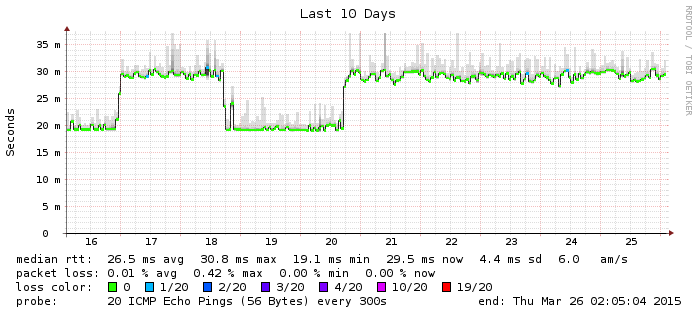 Last 10 Days
RRDTOOL / TOBI OETIKER
Seconds
35 m
30 m
25 m
20 m
15 m
10 m
5 m
0
16 17 18 19 20 21 22 23 24 25
median rtt: 26.5 ms avg 30.8 ms max 19.1 ms min 29.5 ms now 4.4 ms sd 6.0 am/s
packet loss: 0.01 % avg 0.42 % max 0.00 % min 0.00 % now
loss color: 0 1/20 2/20 3/20 4/20 10/20 19/20
probe: 20 ICMP Echo Pings (56 Bytes) every 300s end: Thu Mar 26 02:05:04 2015